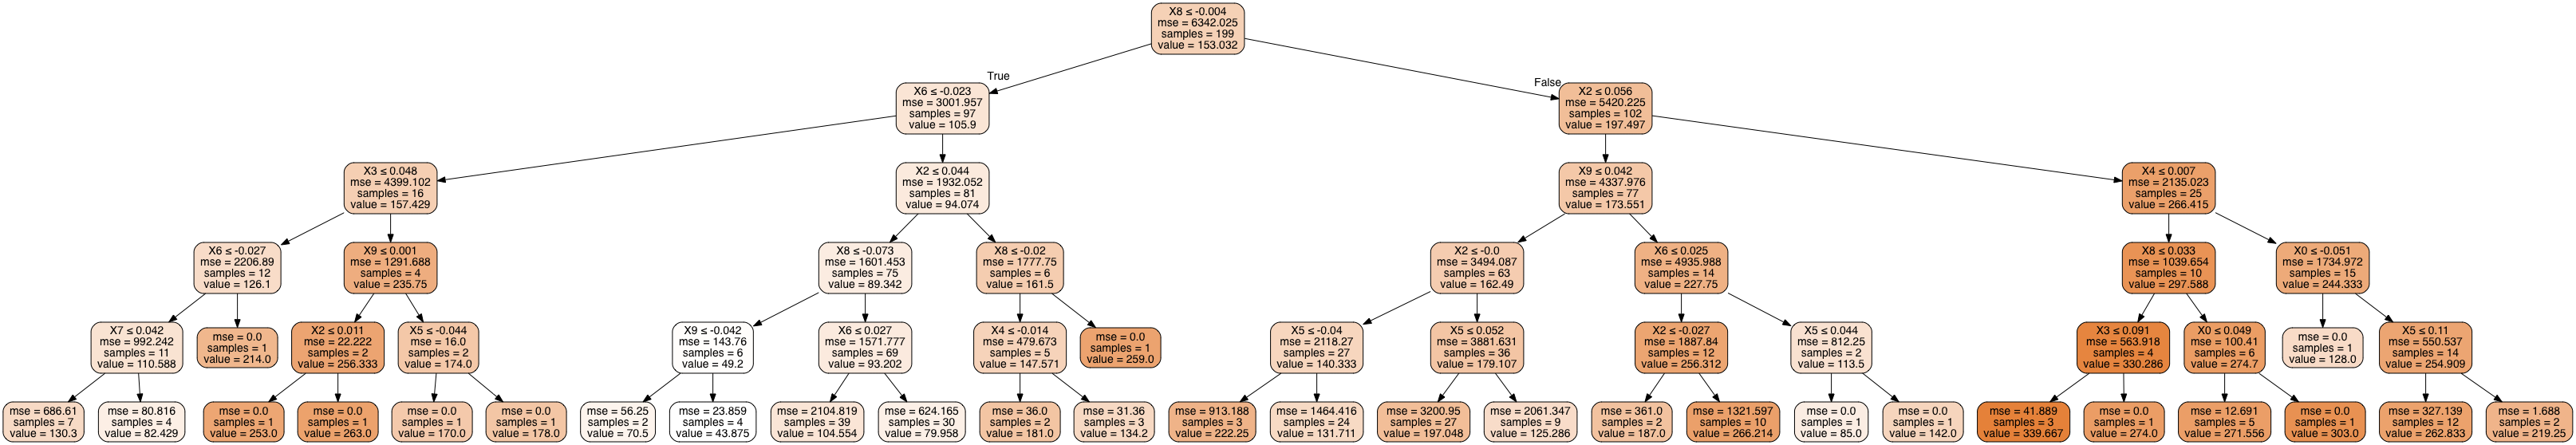 X8 ≤ -0.004
mse = 6342.025
samples = 199
value = 153.032
True
False
X6 ≤ -0.023
mse = 3001.957
samples = 97
value = 105.9
X2 ≤ 0.056
mse = 5420.225
samples = 102
value = 197.497
X3 ≤ 0.048
mse = 4399.102
samples = 16
value = 157.429
X2 ≤ 0.044
mse = 1932.052
samples = 81
value = 94.074
X9 ≤ 0.042
mse = 4337.976
samples = 77
value = 173.551
X4 ≤ 0.007
mse = 2135.023
samples = 25
value = 266.415
X6 ≤ -0.027
mse = 2206.89
samples = 12
value = 126.1
X9 ≤ 0.001
mse = 1291.688
samples = 4
value = 235.75
X8 ≤ -0.073
mse = 1601.453
samples = 75
value = 89.342
X8 ≤ -0.02
mse = 1777.75
samples = 6
value = 161.5
X2 ≤ -0.0
mse = 3494.087
samples = 63
value = 162.49
X6 ≤ 0.025
mse = 4935.988
samples = 14
value = 227.75
X8 ≤ 0.033
mse = 1039.654
samples = 10
value = 297.588
X0 ≤ -0.051
mse = 1734.972
samples = 15
value = 244.333
X7 ≤ 0.042
mse = 992.242
samples = 11
value = 110.588
mse = 0.0
samples = 1
value = 214.0
X2 ≤ 0.011
mse = 22.222
samples = 2
value = 256.333
X5 ≤ -0.044
mse = 16.0
samples = 2
value = 174.0
X9 ≤ -0.042
mse = 143.76
samples = 6
value = 49.2
X6 ≤ 0.027
mse = 1571.777
samples = 69
value = 93.202
X4 ≤ -0.014
mse = 479.673
samples = 5
value = 147.571
mse = 0.0
samples = 1
value = 259.0
X5 ≤ -0.04
mse = 2118.27
samples = 27
value = 140.333
X5 ≤ 0.052
mse = 3881.631
samples = 36
value = 179.107
X2 ≤ -0.027
mse = 1887.84
samples = 12
value = 256.312
X5 ≤ 0.044
mse = 812.25
samples = 2
value = 113.5
X3 ≤ 0.091
mse = 563.918
samples = 4
value = 330.286
X0 ≤ 0.049
mse = 100.41
samples = 6
value = 274.7
mse = 0.0
samples = 1
value = 128.0
X5 ≤ 0.11
mse = 550.537
samples = 14
value = 254.909
mse = 686.61
samples = 7
value = 130.3
mse = 80.816
samples = 4
value = 82.429
mse = 0.0
samples = 1
value = 253.0
mse = 0.0
samples = 1
value = 263.0
mse = 0.0
samples = 1
value = 170.0
mse = 0.0
samples = 1
value = 178.0
mse = 56.25
samples = 2
value = 70.5
mse = 23.859
samples = 4
value = 43.875
mse = 2104.819
samples = 39
value = 104.554
mse = 624.165
samples = 30
value = 79.958
mse = 36.0
samples = 2
value = 181.0
mse = 31.36
samples = 3
value = 134.2
mse = 913.188
samples = 3
value = 222.25
mse = 1464.416
samples = 24
value = 131.711
mse = 3200.95
samples = 27
value = 197.048
mse = 2061.347
samples = 9
value = 125.286
mse = 361.0
samples = 2
value = 187.0
mse = 1321.597
samples = 10
value = 266.214
mse = 0.0
samples = 1
value = 85.0
mse = 0.0
samples = 1
value = 142.0
mse = 41.889
samples = 3
value = 339.667
mse = 0.0
samples = 1
value = 274.0
mse = 12.691
samples = 5
value = 271.556
mse = 0.0
samples = 1
value = 303.0
mse = 327.139
samples = 12
value = 262.833
mse = 1.688
samples = 2
value = 219.25